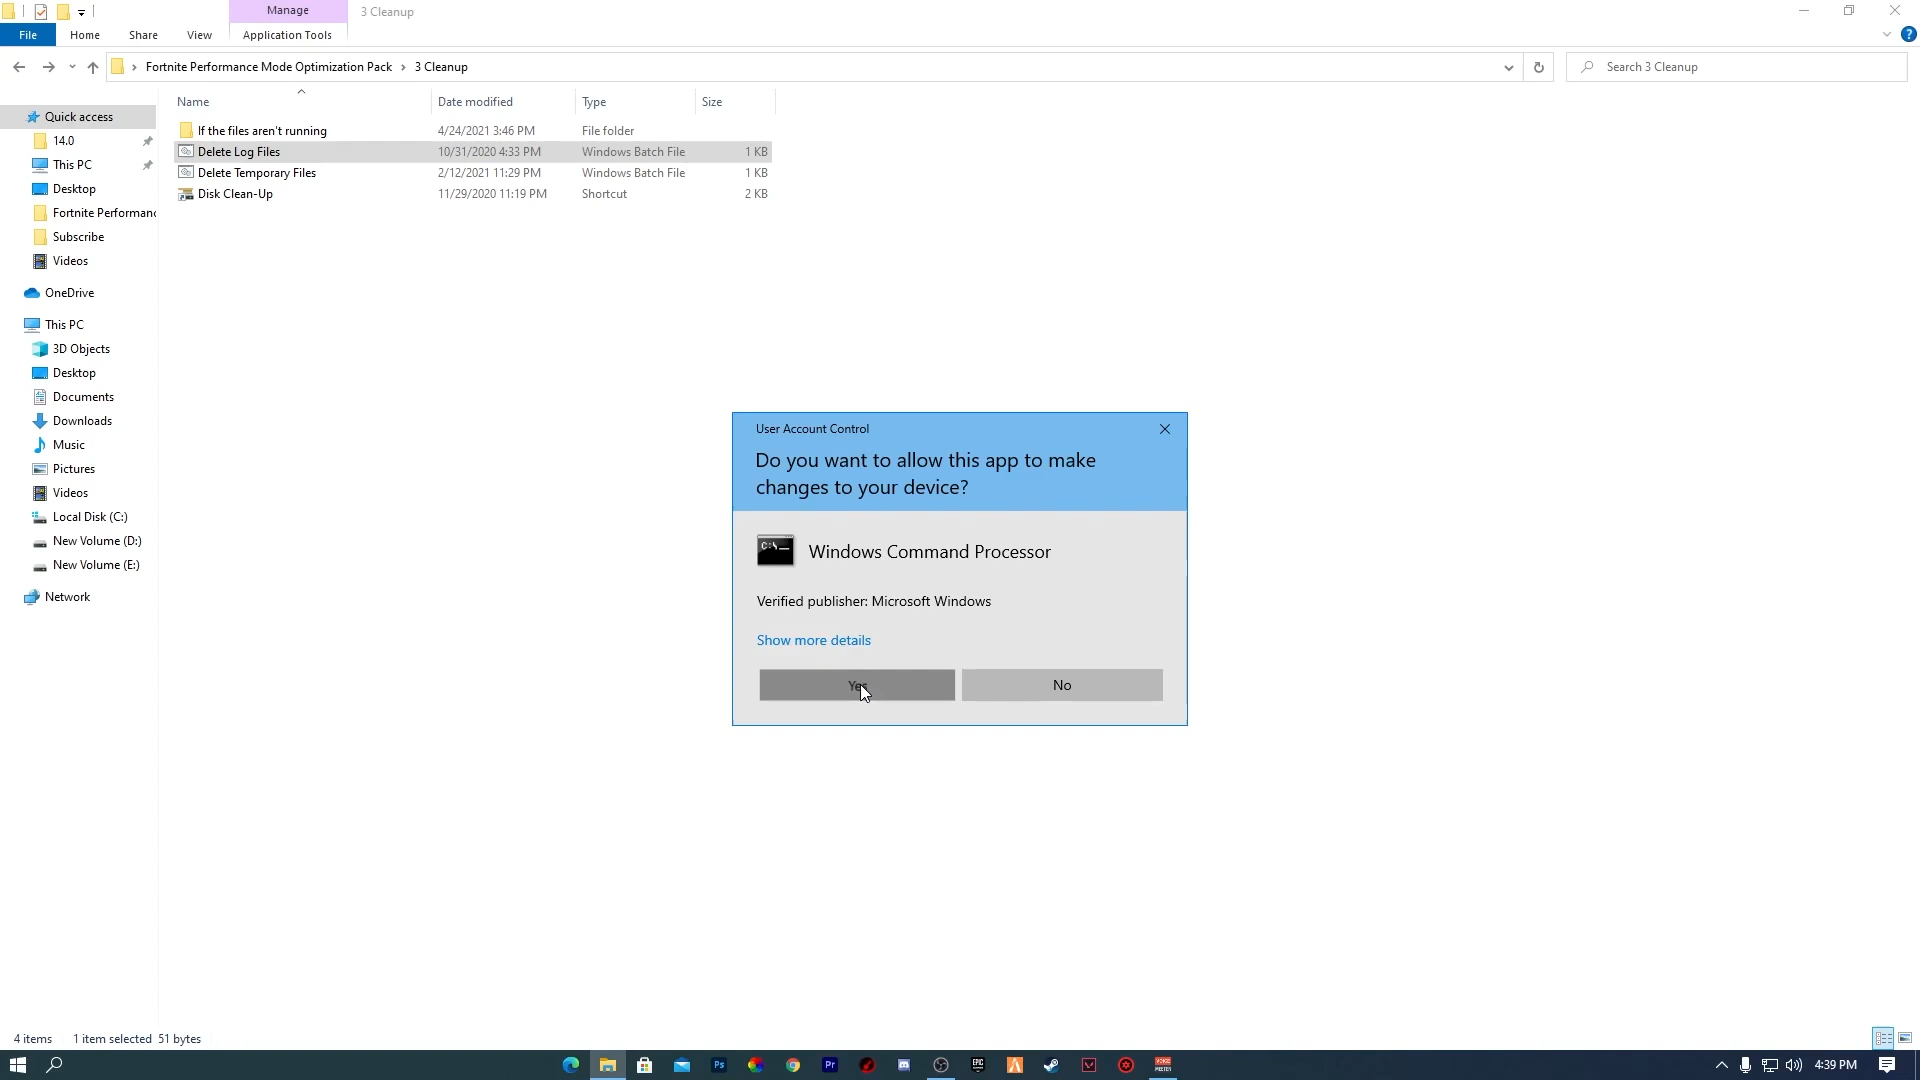 Manage
3 Cleanup
File
Home
Share
View
Application Tools
Fortnite Performance Mode Optimization Pack > 3 Cleanup
Search 3 Cleanup
Name
Date modified
Type
Size
If the files aren't running
4/24/2021 3:46 PM
File folder
Delete Log Files
10/31/2020 4:33 PM
Windows Batch File
1 KB
Delete Temporary Files
2/12/2021 11:29 PM
Windows Batch File
1 KB
Disk Clean-Up
11/29/2020 11:19 PM
Shortcut
2 KB
Quick access
14.0
This PC
Desktop
Fortnite Performanc
Subscribe
Videos
OneDrive
This PC
3D Objects
Desktop
Documents
Downloads
Music
Pictures
Videos
Local Disk (C:)
New Volume (D:)
New Volume (E:)
Network
User Account Control
Do you want to allow this app to make
changes to your device?
C:\
Windows Command Processor
Verified publisher: Microsoft Windows
Show more details
Yes
No
4 items
1 item selected 51 bytes
Ps
Pr
EPIC
4:39 PM